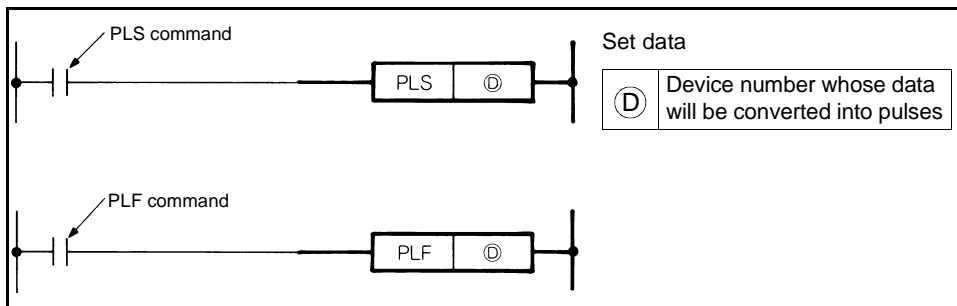 PLS command
PLS Ⓓ
Set data
Ⓓ Device number whose data
will be converted into pulses
PLF command
PLF Ⓓ